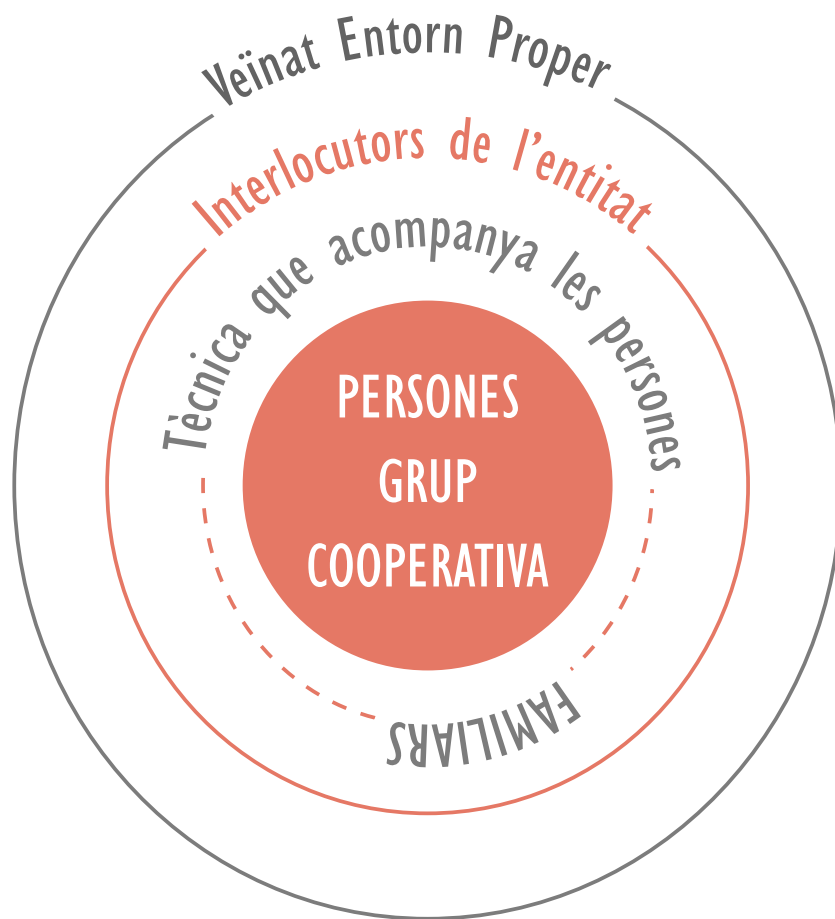 Veïnat Entorn Proper
Interlocutors de l'entitat
Tècnica que acompanya les persones
PERSONES
GRUP
COOPERATIVA
FAMILIARS